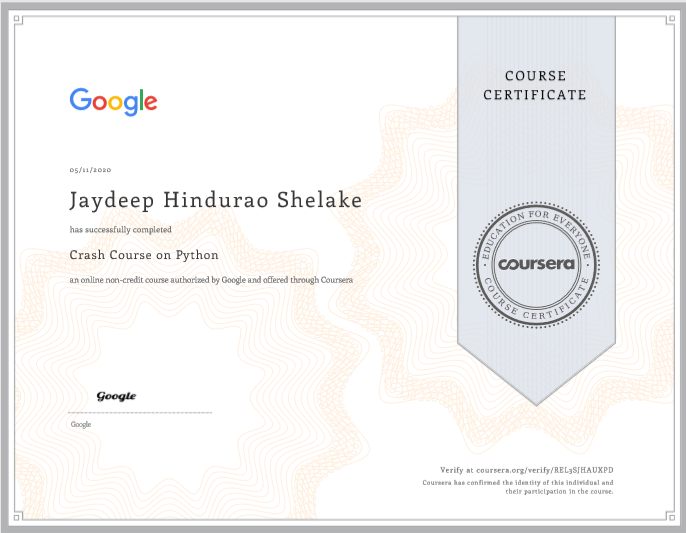 COURSE
CERTIFICATE
Google
05/11/2020
Jaydeep Hindurao Shelake
has successfully completed
Crash Course on Python
an online non-credit course authorized by Google and offered through Coursera
EDUCATION FOR EVERYONE
coursera
COURSE CERTIFICATE
Google
Google
Verify at coursera.org/verify/REL3SJHAUXPD
Coursera has confirmed the identity of this individual and
their participation in the course.